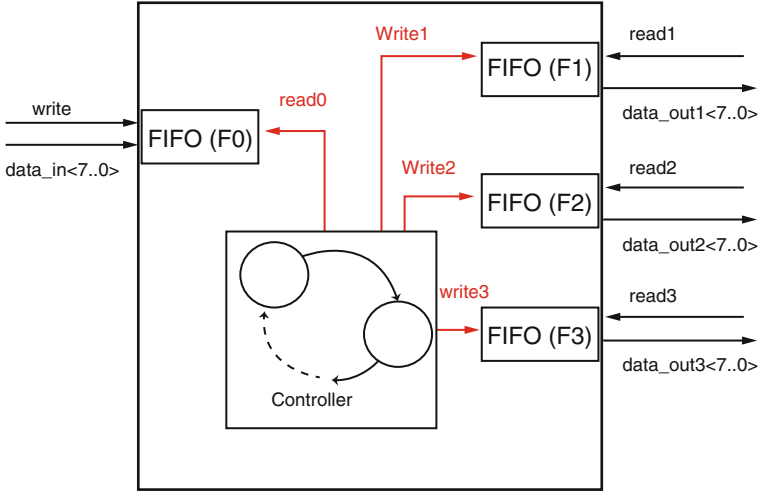 write
data_in<7..0>
FIFO (F0)
read0
Write1
FIFO (F1)
read1
data_out1<7..0>
Write2
FIFO (F2)
read2
data_out2<7..0>
write3
FIFO (F3)
read3
data_out3<7..0>
Controller